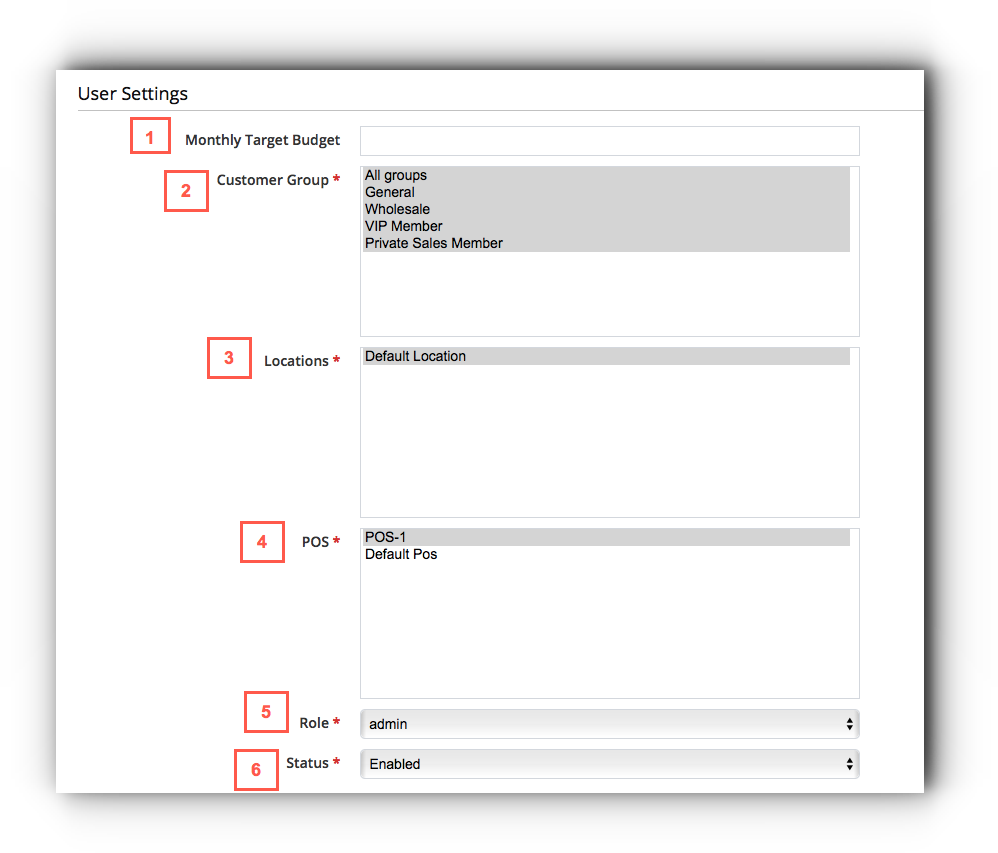 User Settings
1 Monthly Target Budget
2 Customer Group *
All groups
General
Wholesale
VIP Member
Private Sales Member
3 Locations *
Default Location
4 POS *
POS-1
Default Pos
5 Role *
admin
6 Status *
Enabled